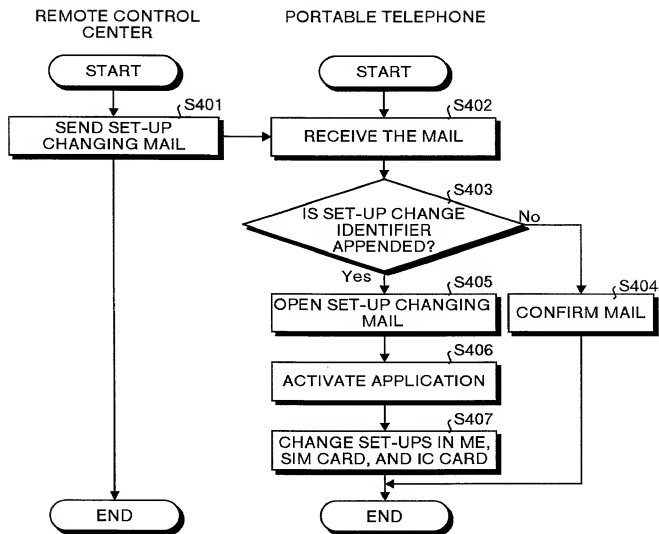 REMOTE CONTROL
CENTER
PORTABLE TELEPHONE
START
START
S401
SEND SET-UP
CHANGING MAIL
S402
RECEIVE THE MAIL
S403
IS SET-UP CHANGE
IDENTIFIER
APPENDED?
No
Yes
S405
OPEN SET-UP CHANGING
MAIL
S404
CONFIRM MAIL
S406
ACTIVATE APPLICATION
S407
CHANGE SET-UPS IN ME,
SIM CARD, AND IC CARD
END
END